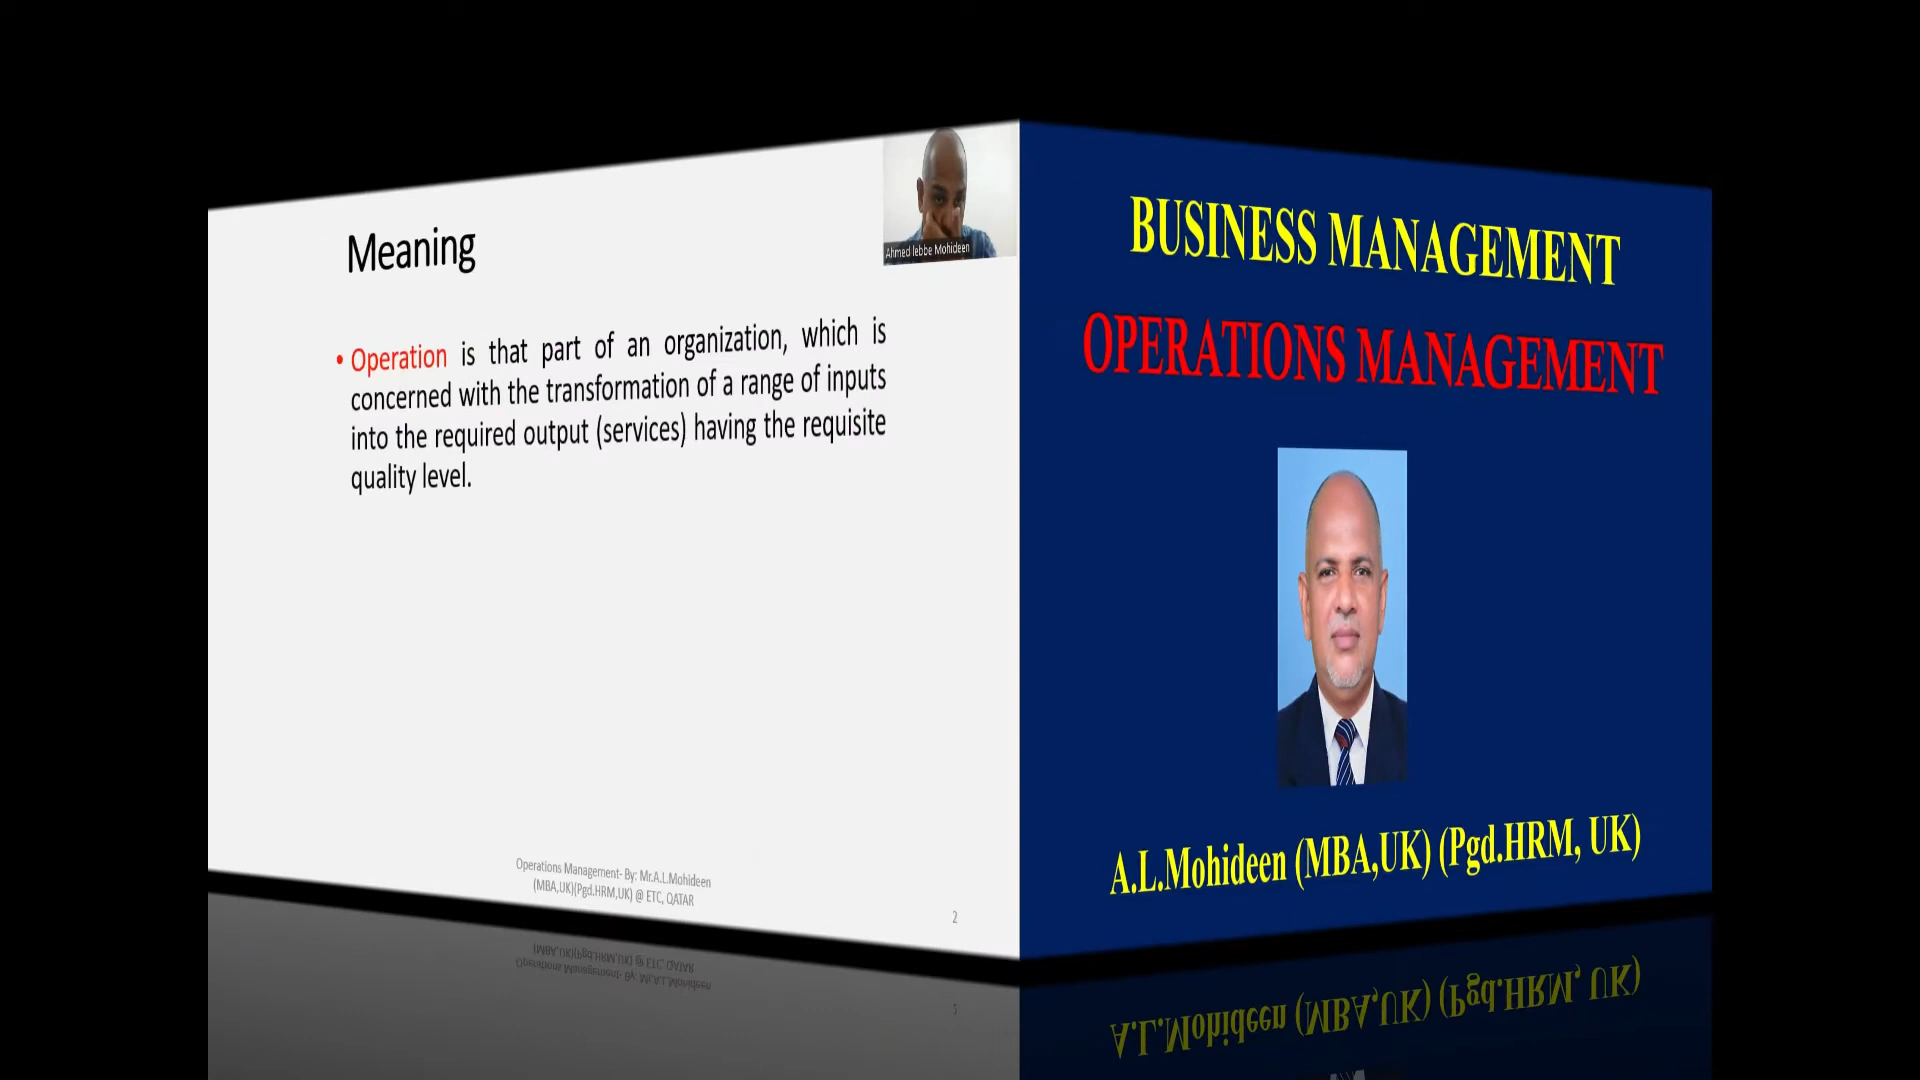 Meaning
• Operation is that part of an organization, which is
concerned with the transformation of a range of inputs
into the required output (services) having the requisite
quality level.
Ahmed lebbe Mohideen
Operations Management- By: Mr.A.L.Mohideen
(MBA,UK)(Pgd.HRM,UK) @ ETC, QATAR
2
BUSINESS MANAGEMENT
OPERATIONS MANAGEMENT
A.L.Mohideen (MBA,UK) (Pgd.HRM, UK)